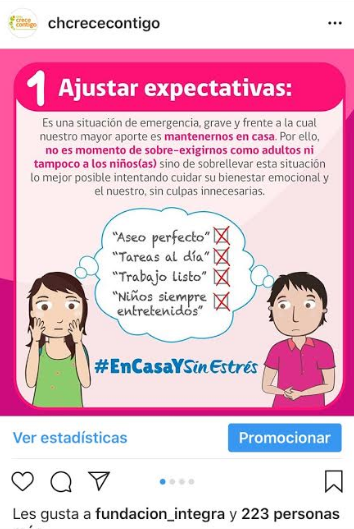 crece
contigo
chcrececontigo
1 Ajustar expectativas:
Es una situación de emergencia, grave y frente a la cual
nuestro mayor aporte es mantenernos en casa. Por ello,
no es momento de sobre-exigirnos como adultos ni
tampoco a los niños(as) sino de sobrellevar esta situación
lo mejor posible intentando cuidar su bienestar emocional y
el nuestro, sin culpas innecesarias.
"Aseo perfecto"
"Tareas al día"
"Trabajo listo"
"Niños siempre
entretenidos"
#EnCasaYSinEstrés
Ver estadísticas
Promocionar
Les gusta a fundacion_integra y 223 personas